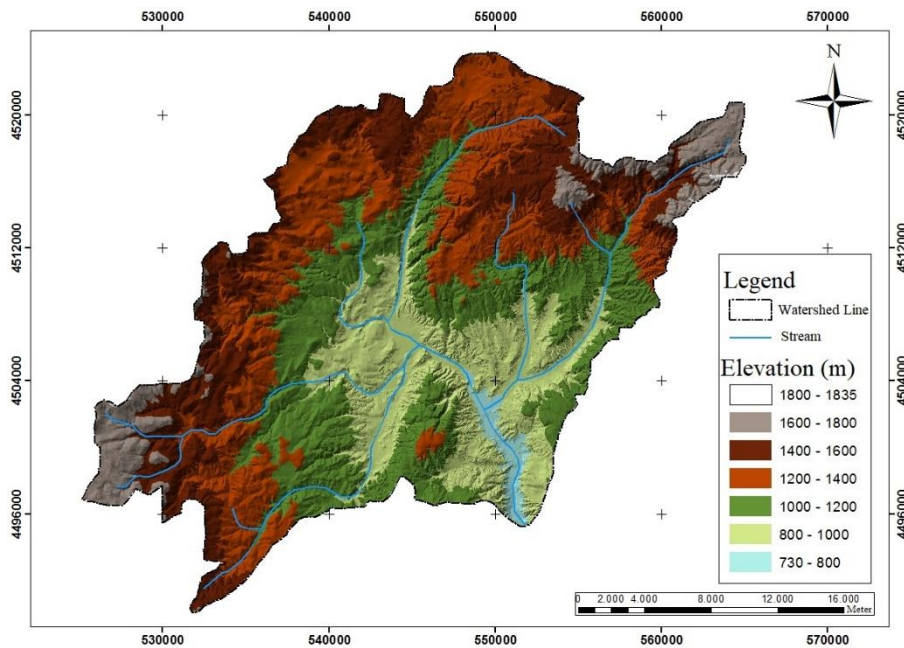 530000 540000 550000 560000 570000
N
4520000 4520000
4512000 4512000
Legend
Watershed Line
Stream
4504000 4504000
Elevation (m)
1800 - 1835
1600 - 1800
1400 - 1600
1200 - 1400
1000 - 1200
800 - 1000
730 - 800
4496000 4496000
0 2.000 4.000 8.000 12.000 16.000
Meter
530000 540000 550000 560000 570000